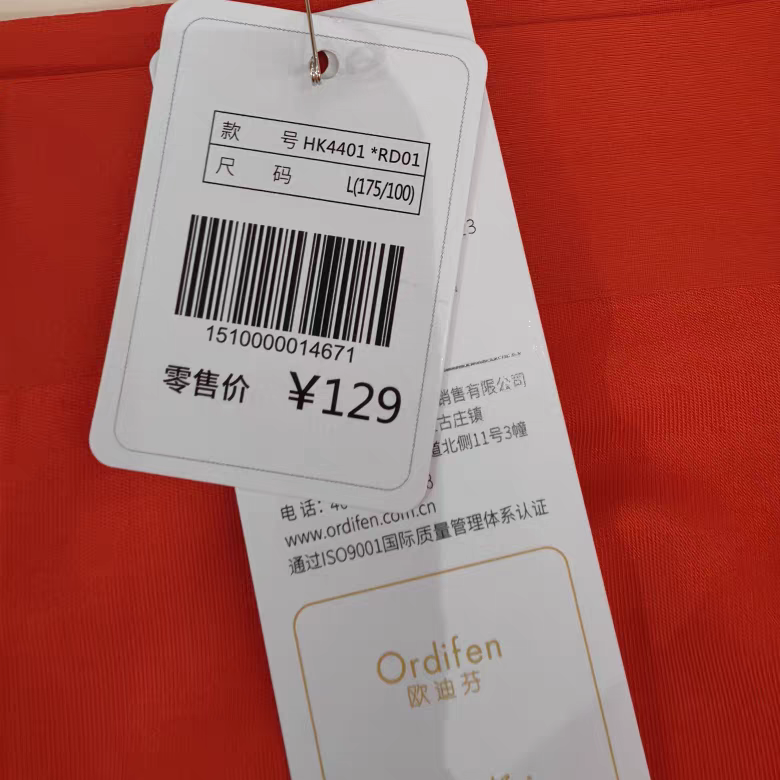 款 号 HK4401 *RD01
尺 码 L(175/100)
1510000014671
零售价 ¥129
销售有限公司
古庄镇
道北侧11号3幢
电话:
www.ordifen.com.cn
通过ISO9001国际质量管理体系认证
Ordifen
欧迪芬